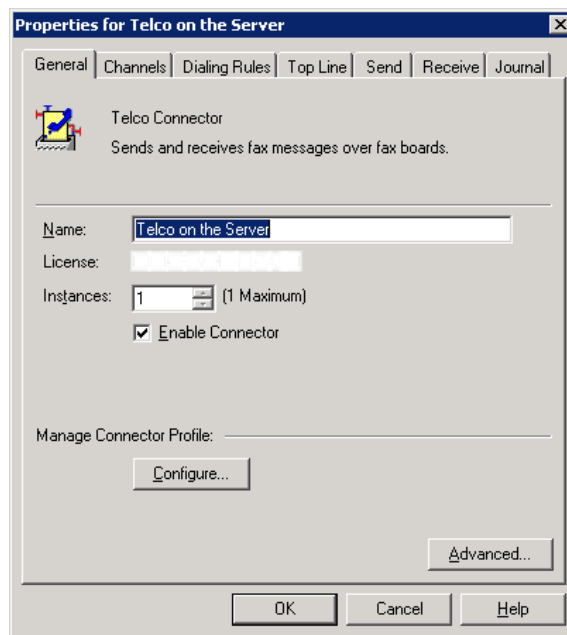 Properties for Telco on the Server
General Channels Dialing Rules Top Line Send Receive Journal
Telco Connector
Sends and receives fax messages over fax boards.
Name: Telco on the Server
License:
Instances: 1 (1 Maximum)
Enable Connector
Manage Connector Profile:
Configure...
Advanced...
OK Cancel Help